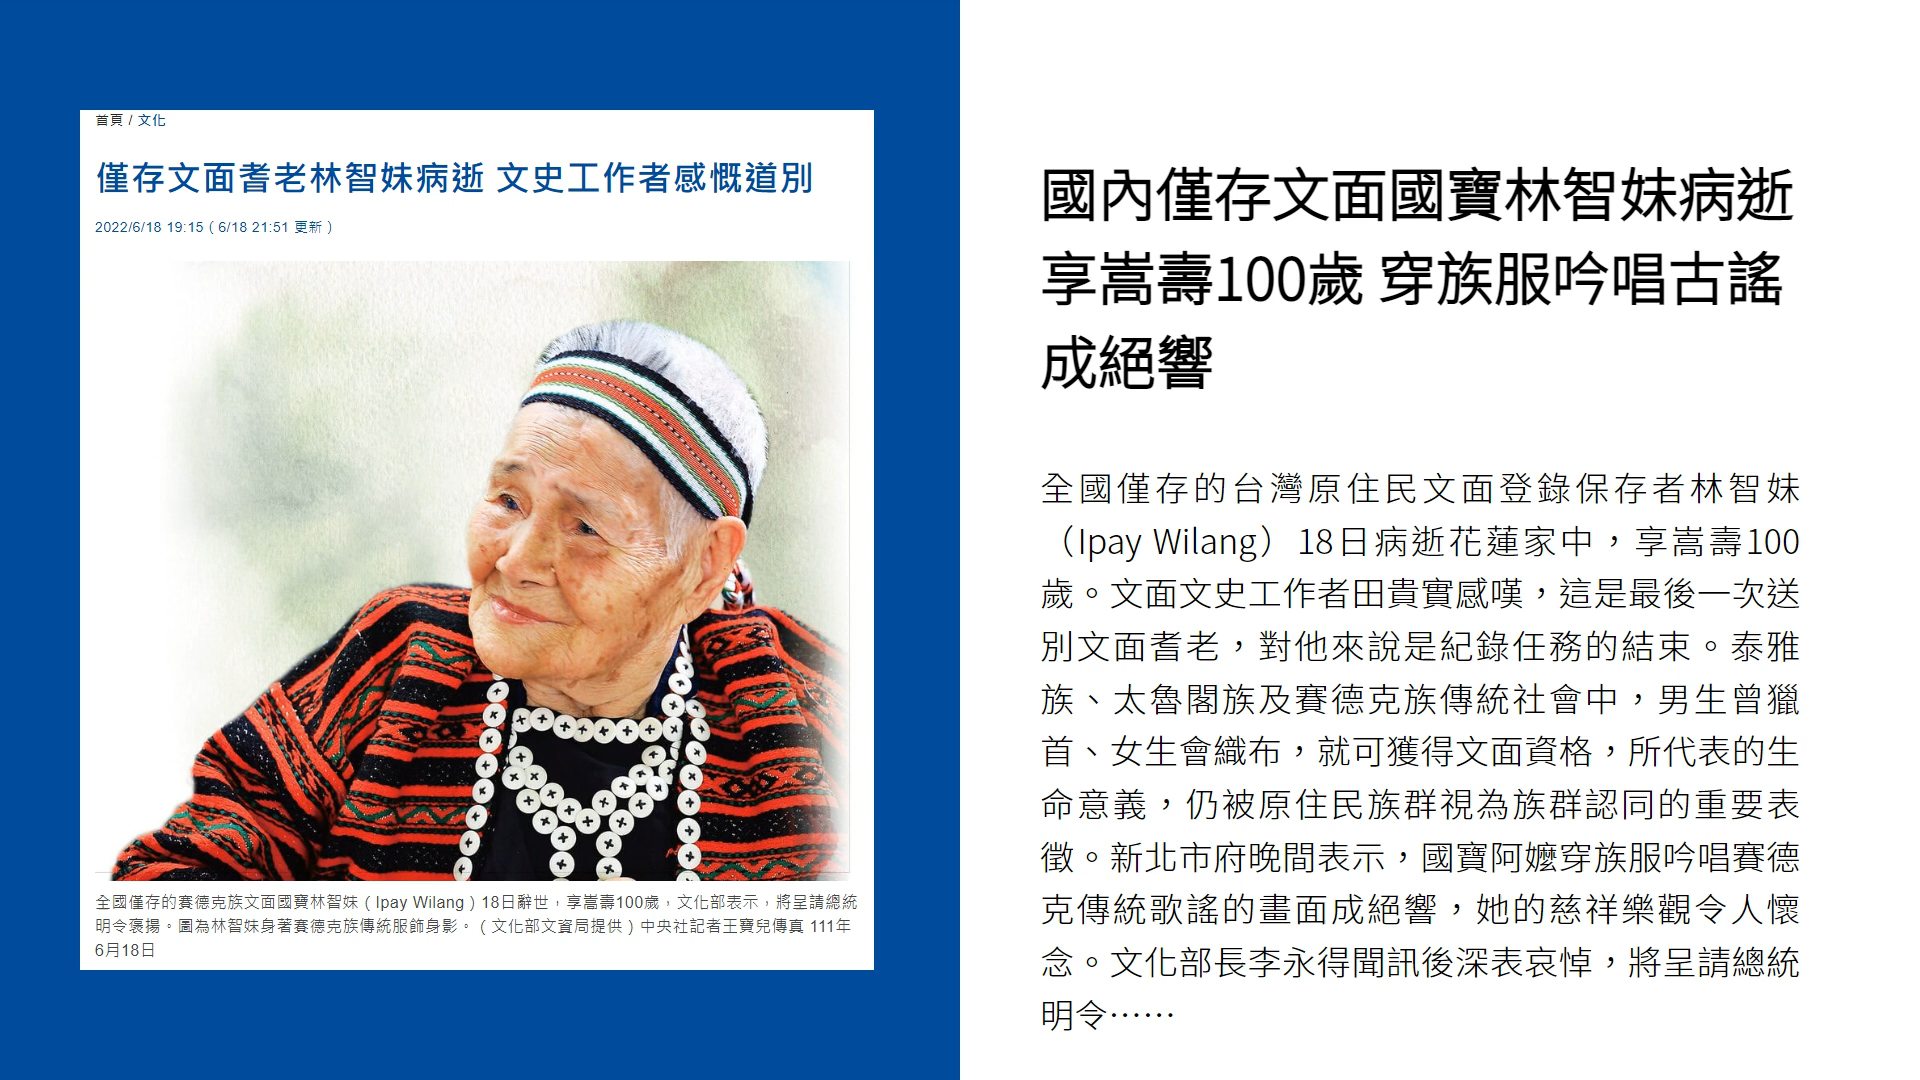 首頁 / 文化
僅存文面耆老林智妹病逝 文史工作者感慨道別
2022/6/18 19:15（6/18 21:51 更新）
全國僅存的賽德克族文面國寶林智妹（Ipay Wilang）18日辭世，享嵩壽100歲，文化部表示，將呈請總統
明令褒揚。圖為林智妹身著賽德克族傳統服飾身影。（文化部文資局提供）中央社記者王寶兒傳真 111年
6月18日
國內僅存文面國寶林智妹病逝
享嵩壽100歲 穿族服吟唱古謠
成絕響
全國僅存的台灣原住民文面登錄保存者林智妹
（Ipay Wilang）18日病逝花蓮家中，享嵩壽100
歲。文面文史工作者田貴實感嘆，這是最後一次送
別文面耆老，對他來說是紀錄任務的結束。泰雅
族、太魯閣族及賽德克族傳統社會中，男生曾獵
首、女生會織布，就可獲得文面資格，所代表的生
命意義，仍被原住民族群視為族群認同的重要表
徵。新北市府晚間表示，國寶阿嬤穿族服吟唱賽德
克傳統歌謠的畫面成絕響，她的慈祥樂觀令人懷
念。文化部長李永得聞訊後深表哀悼，將呈請總統
明令⋯⋯